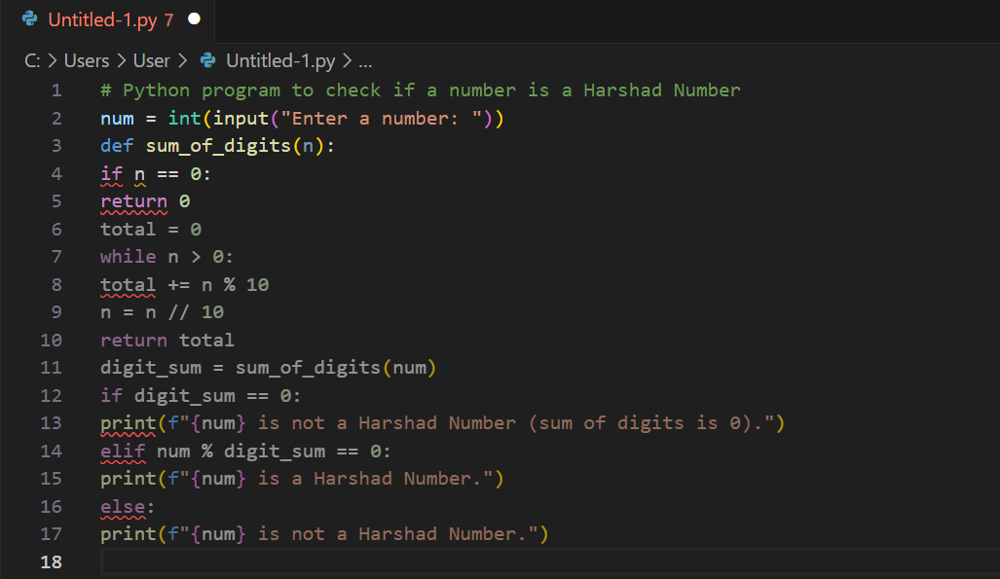 Untitled-1.py 7
C: > Users > User > Untitled-1.py > ...
1 # Python program to check if a number is a Harshad Number
2 num = int(input("Enter a number: "))
3 def sum_of_digits(n):
4 if n == 0:
5 return 0
6 total = 0
7 while n > 0:
8 total += n % 10
9 n = n // 10
10 return total
11 digit_sum = sum_of_digits(num)
12 if digit_sum == 0:
13 print(f"{num} is not a Harshad Number (sum of digits is 0).")
14 elif num % digit_sum == 0:
15 print(f"{num} is a Harshad Number.")
16 else:
17 print(f"{num} is not a Harshad Number.")
18